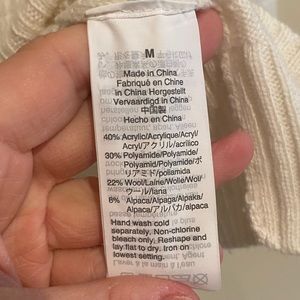 M
Made in China
Fabriqué en Chine
in China Hergestelt
Vervaardigd in China
中国製
Hecho en China
40% Acrylic/Acrylique/Acryl/
Acryl/アクリル/acrílico
30% Polyamide/Polyamide/
Polyamid/Polyamide/ポリ
アミド/poliamida
22% Wool/Laine/Wolle/Wol/
ウール/lana
8% Alpaca/Alpaga/Alpaka/
Alpaca/アルパカ/alpaca
Hand wash cold
separately. Non-chlorine
bleach only. Reshape and
lay flat to dry. Iron on
lowest setting.